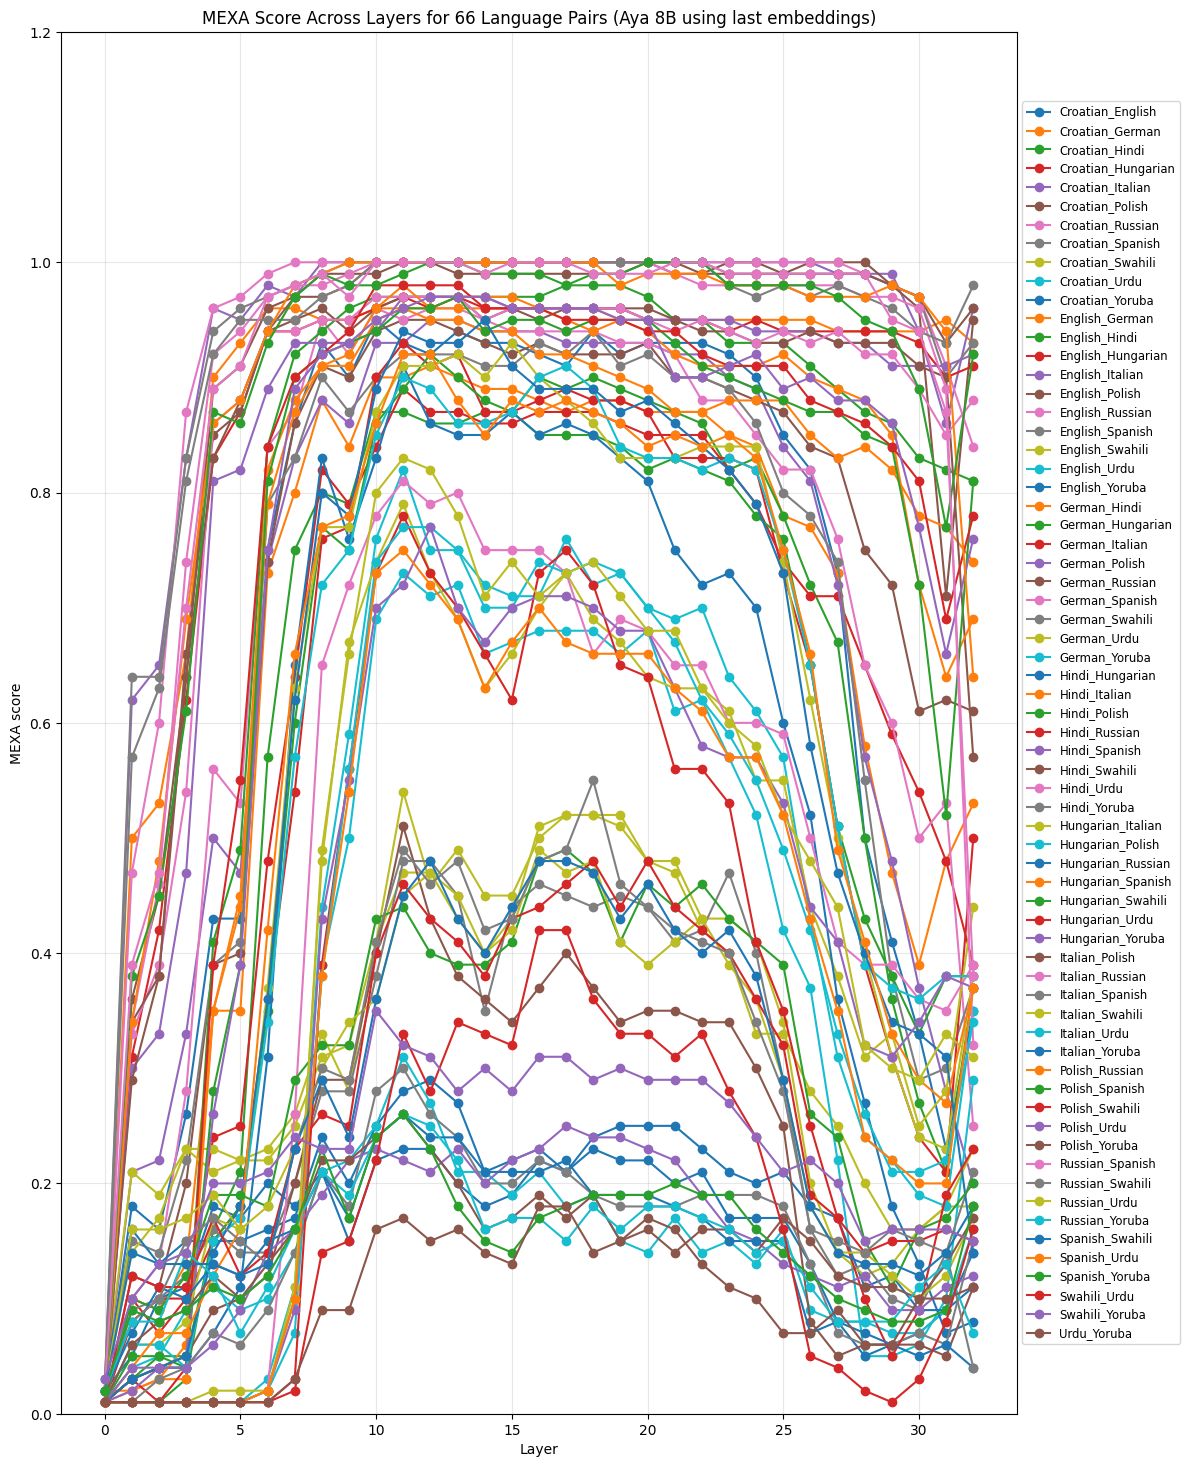 MEXA Score Across Layers for 66 Language Pairs (Aya 8B using last embeddings)
1.2
1.0
0.8
0.6
0.4
0.2
0.0
MEXA score
0
5
10
15
20
25
30
Layer
Croatian_English
Croatian_German
Croatian_Hindi
Croatian_Hungarian
Croatian_Italian
Croatian_Polish
Croatian_Russian
Croatian_Spanish
Croatian_Swahili
Croatian_Urdu
Croatian_Yoruba
English_German
English_Hindi
English_Hungarian
English_Italian
English_Polish
English_Russian
English_Spanish
English_Swahili
English_Urdu
English_Yoruba
German_Hindi
German_Hungarian
German_Italian
German_Polish
German_Russian
German_Spanish
German_Swahili
German_Urdu
German_Yoruba
Hindi_Hungarian
Hindi_Italian
Hindi_Polish
Hindi_Russian
Hindi_Spanish
Hindi_Swahili
Hindi_Urdu
Hindi_Yoruba
Hungarian_Italian
Hungarian_Polish
Hungarian_Russian
Hungarian_Spanish
Hungarian_Swahili
Hungarian_Urdu
Hungarian_Yoruba
Italian_Polish
Italian_Russian
Italian_Spanish
Italian_Swahili
Italian_Urdu
Italian_Yoruba
Polish_Russian
Polish_Spanish
Polish_Swahili
Polish_Urdu
Polish_Yoruba
Russian_Spanish
Russian_Swahili
Russian_Urdu
Russian_Yoruba
Spanish_Swahili
Spanish_Urdu
Spanish_Yoruba
Swahili_Urdu
Swahili_Yoruba
Urdu_Yoruba